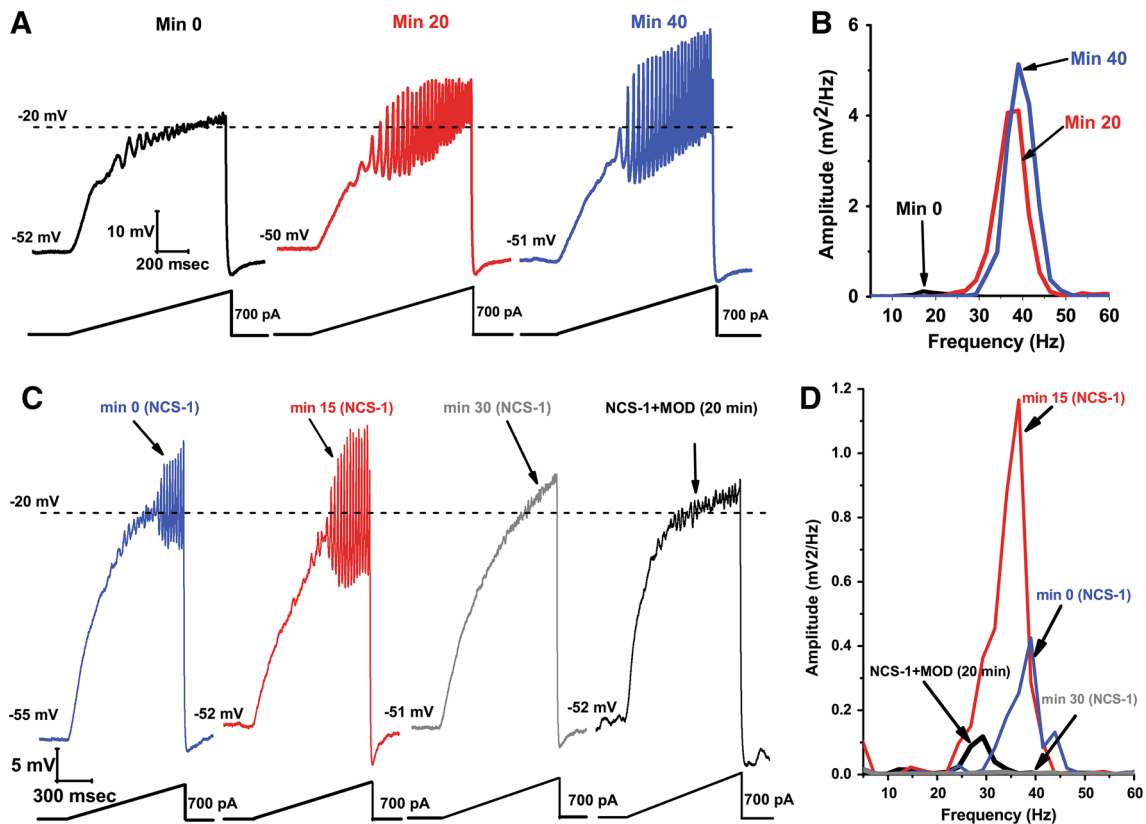 A
Min 0
Min 20
Min 40
-20 mV
-52 mV
-50 mV
-51 mV
10 mV
200 msec
700 pA
700 pA
700 pA
B
6
4
2
0
Amplitude (mV²/Hz)
Min 40
Min 20
Min 0
10 20 30 40 50 60
Frequency (Hz)
C
min 0 (NCS-1)
min 15 (NCS-1)
min 30 (NCS-1)
NCS-1+MOD (20 min)
-20 mV
-55 mV
-52 mV
-51 mV
-52 mV
5 mV
300 msec
700 pA
700 pA
700 pA
700 pA
D
1.2
1.0
0.8
0.6
0.4
0.2
0.0
Amplitude (mV2/Hz)
min 15 (NCS-1)
min 0 (NCS-1)
NCS-1+MOD (20 min)
min 30 (NCS-1)
10 20 30 40 50 60
Frequency (Hz)